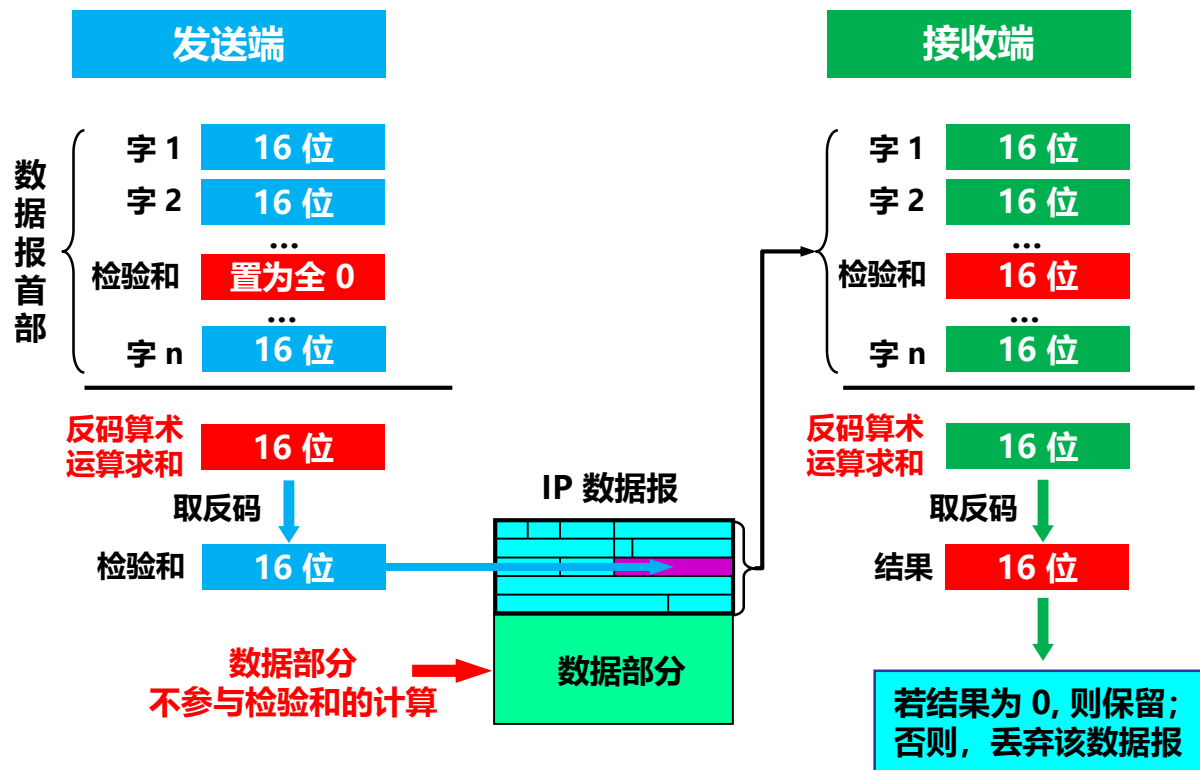 发送端
数据报首部
字 1
16 位
字 2
16 位
...
检验和
置为全 0
...
字 n
16 位
反码算术
运算求和
16 位
取反码
检验和
16 位
数据部分
不参与检验和的计算
IP 数据报
数据部分
接收端
字 1
16 位
字 2
16 位
...
检验和
16 位
...
字 n
16 位
反码算术
运算求和
16 位
取反码
结果
16 位
若结果为 0, 则保留；
否则，丢弃该数据报